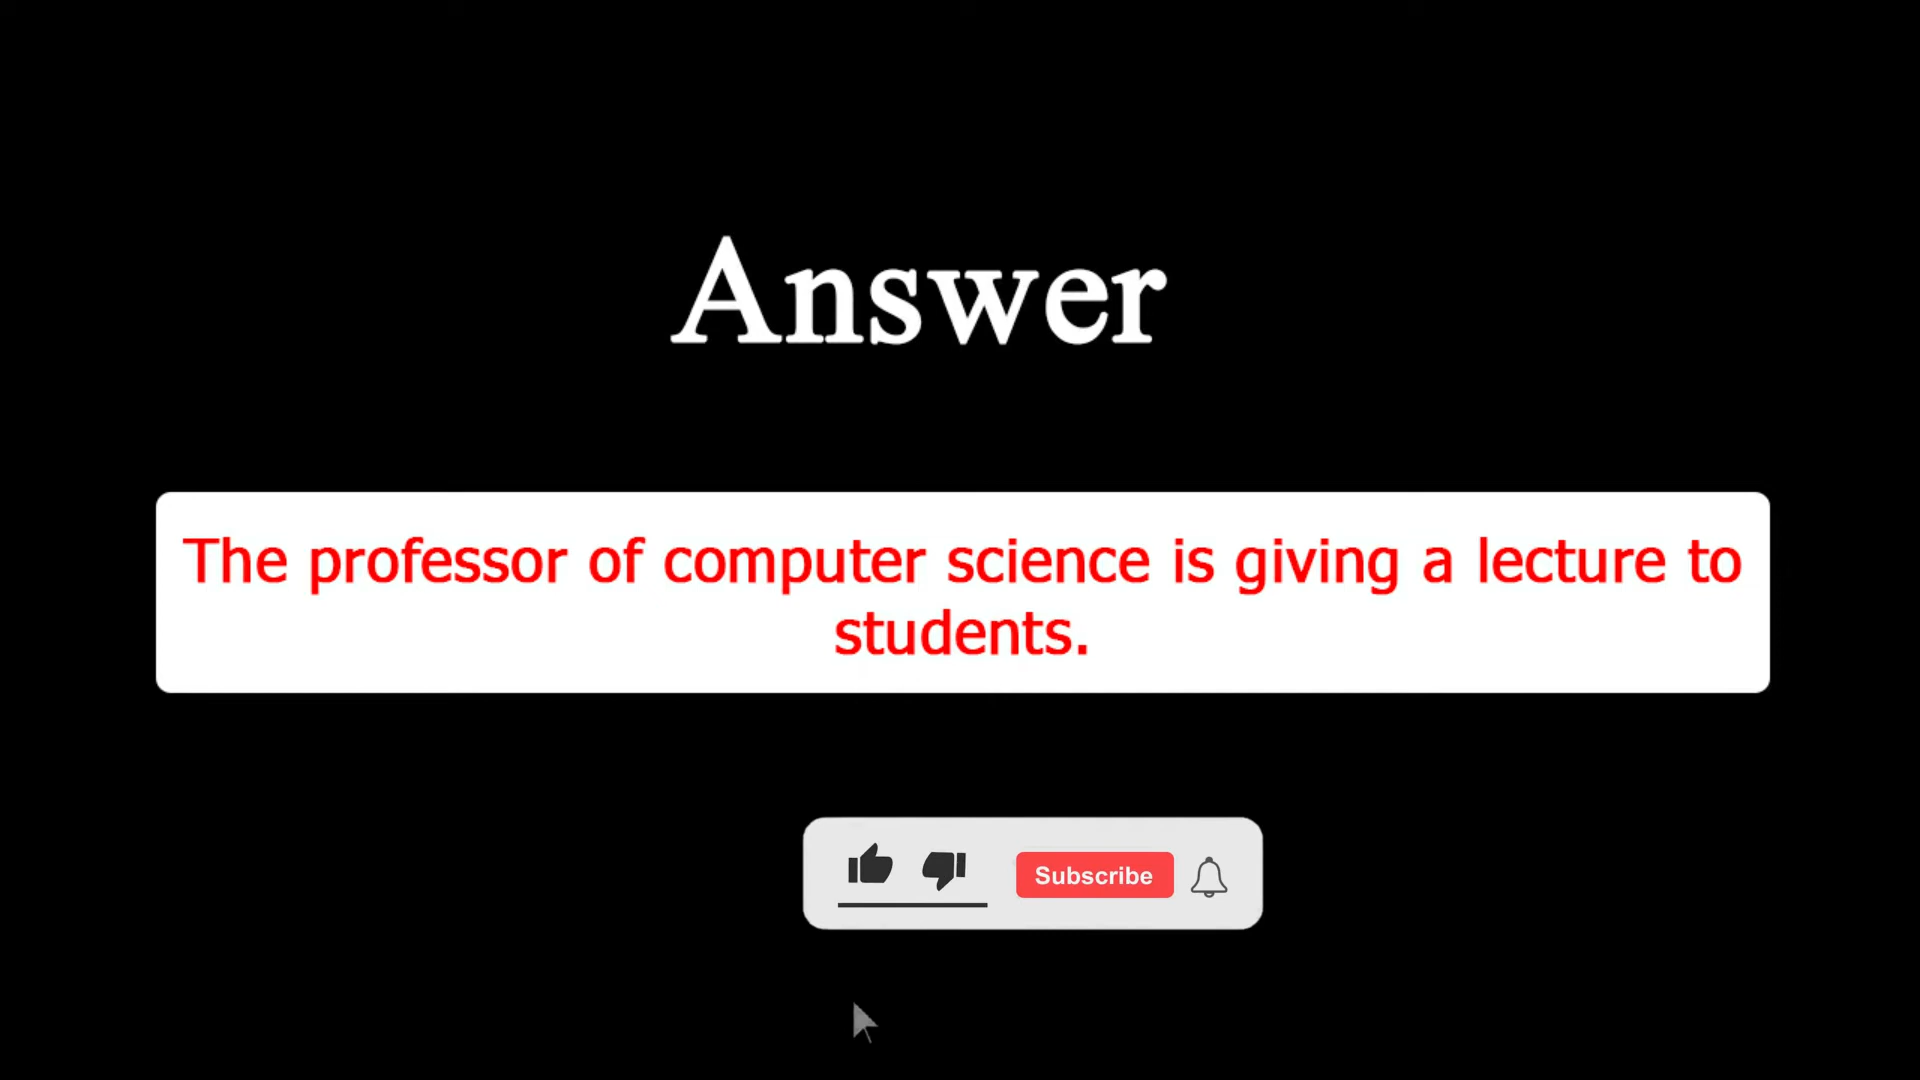 Answer
The professor of computer science is giving a lecture to
students.
Subscribe